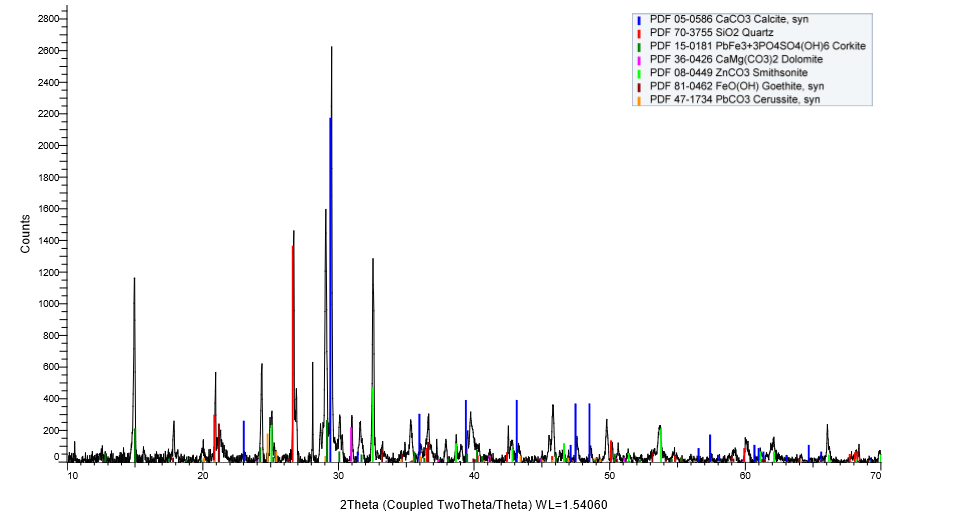 PDF 05-0586 CaCO3 Calcite, syn
PDF 70-3755 SiO2 Quartz
PDF 15-0181 PbFe3+3PO4SO4(OH)6 Corkite
PDF 36-0426 CaMg(CO3)2 Dolomite
PDF 08-0449 ZnCO3 Smithsonite
PDF 81-0462 FeO(OH) Goethite, syn
PDF 47-1734 PbCO3 Cerussite, syn
Counts
2800
2600
2400
2200
2000
1800
1600
1400
1200
1000
800
600
400
200
0
10 20 30 40 50 60 70
2Theta (Coupled TwoTheta/Theta) WL=1.54060